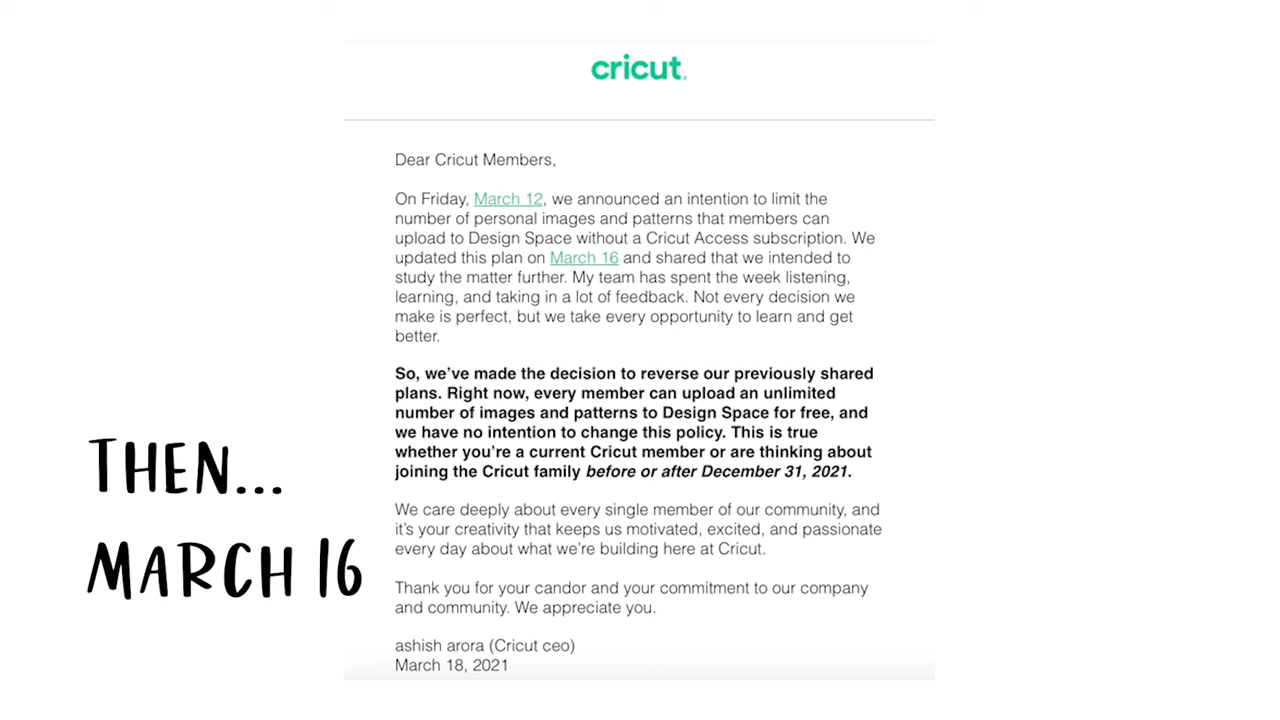 cricut
Dear Cricut Members,
On Friday, March 12, we announced an intention to limit the
number of personal images and patterns that members can
upload to Design Space without a Cricut Access subscription. We
updated this plan on March 16 and shared that we intended to
study the matter further. My team has spent the week listening,
learning, and taking in a lot of feedback. Not every decision we
make is perfect, but we take every opportunity to learn and get
better.
So, we’ve made the decision to reverse our previously shared
plans. Right now, every member can upload an unlimited
number of images and patterns to Design Space for free, and
we have no intention to change this policy. This is true
whether you’re a current Cricut member or are thinking about
joining the Cricut family before or after December 31, 2021.
We care deeply about every single member of our community, and
it’s your creativity that keeps us motivated, excited, and passionate
every day about what we’re building here at Cricut.
Thank you for your candor and your commitment to our company
and community. We appreciate you.
ashish arora (Cricut ceo)
March 18, 2021
THEN...
MARCH 16